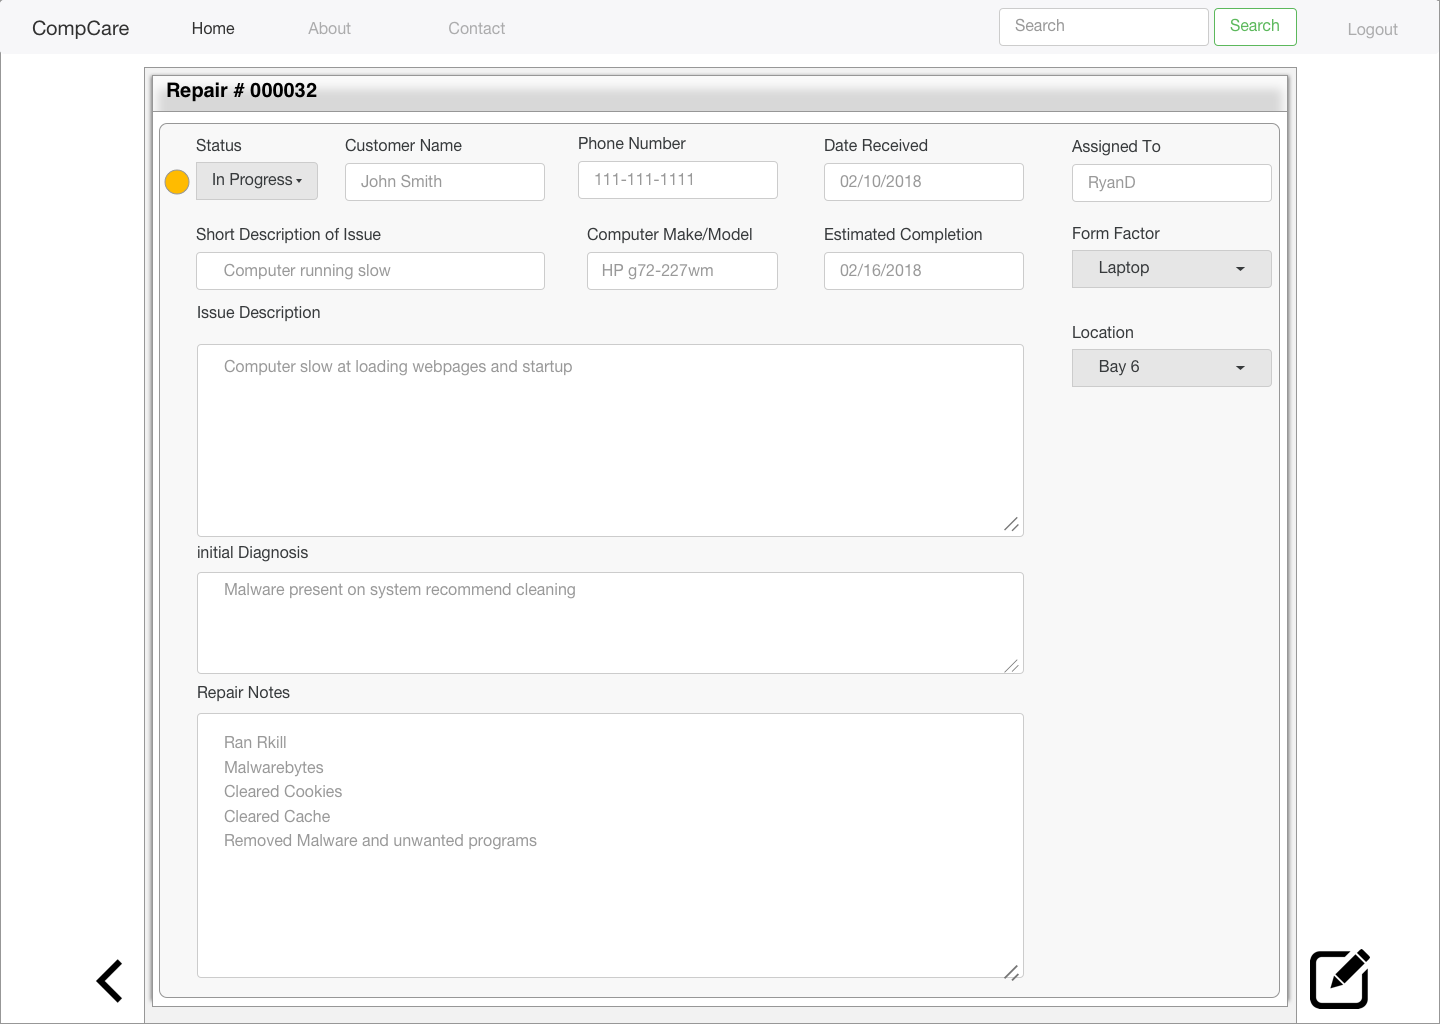 CompCare Home About Contact Search Search Logout
Repair # 000032
Status Customer Name Phone Number Date Received Assigned To
In Progress John Smith 111-111-1111 02/10/2018 RyanD
Short Description of Issue Computer Make/Model Estimated Completion Form Factor
Computer running slow HP g72-227wm 02/16/2018 Laptop
Issue Description
Location
Computer slow at loading webpages and startup Bay 6
initial Diagnosis
Malware present on system recommend cleaning
Repair Notes
Ran Rkill
Malwarebytes
Cleared Cookies
Cleared Cache
Removed Malware and unwanted programs